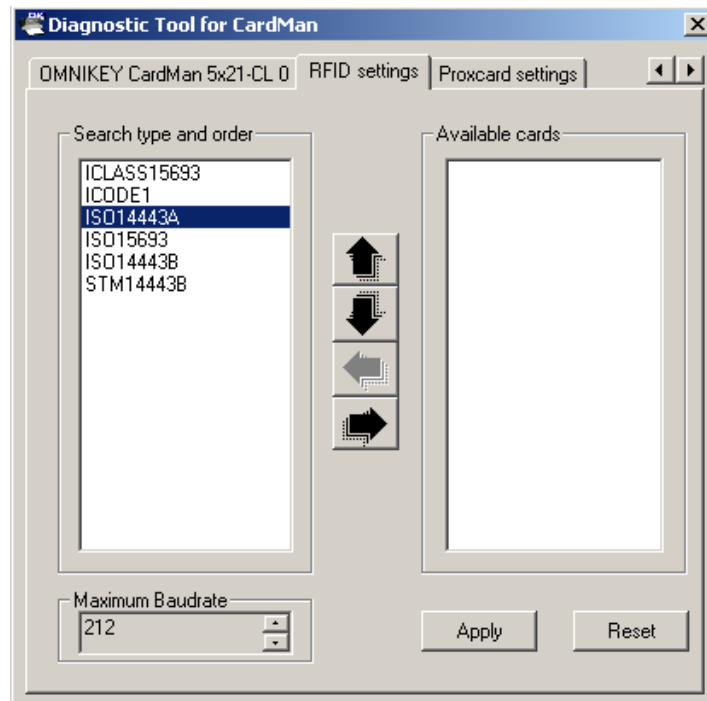 Diagnostic Tool for CardMan
OMNIKEY CardMan 5x21-CL 0 RFID settings Proxcard settings
Search type and order Available cards
ICLASS15693
ICODE1
ISO14443A
ISO15693
ISO14443B
STM14443B
Maximum Baudrate
212 Apply Reset